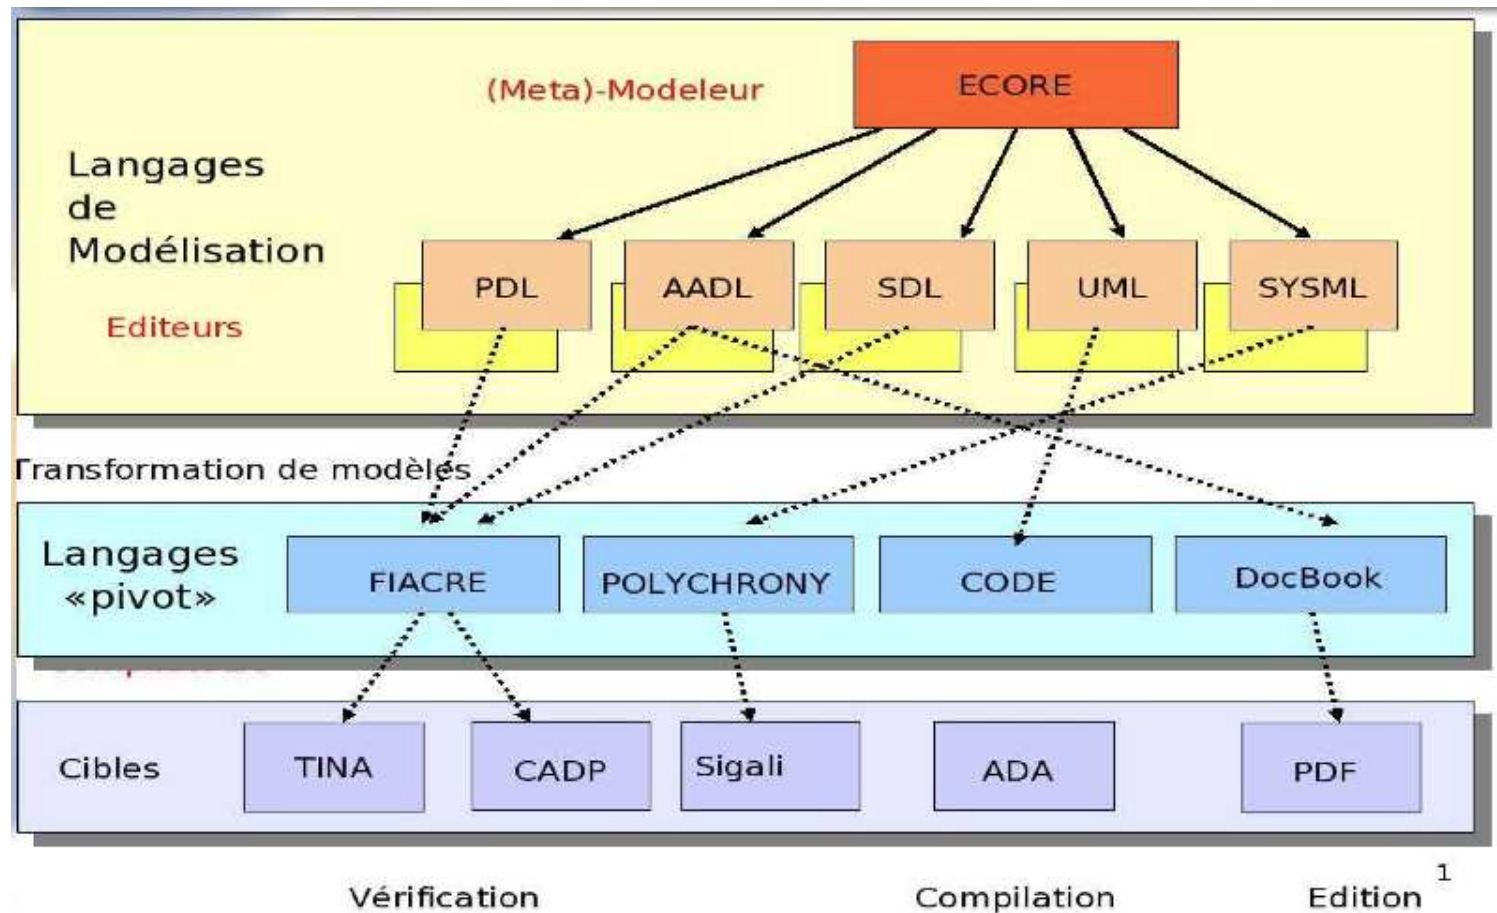 ECORE
(Meta)-Modeleur
Langages
de
Modélisation
PDL
AADL
SDL
UML
SYSML
Editeurs
Transformation de modèles
Langages
«pivot»
FIACRE
POLYCHRONY
CODE
DocBook
Cibles
TINA
CADP
Sigali
ADA
PDF
Vérification
Compilation
Edition
1